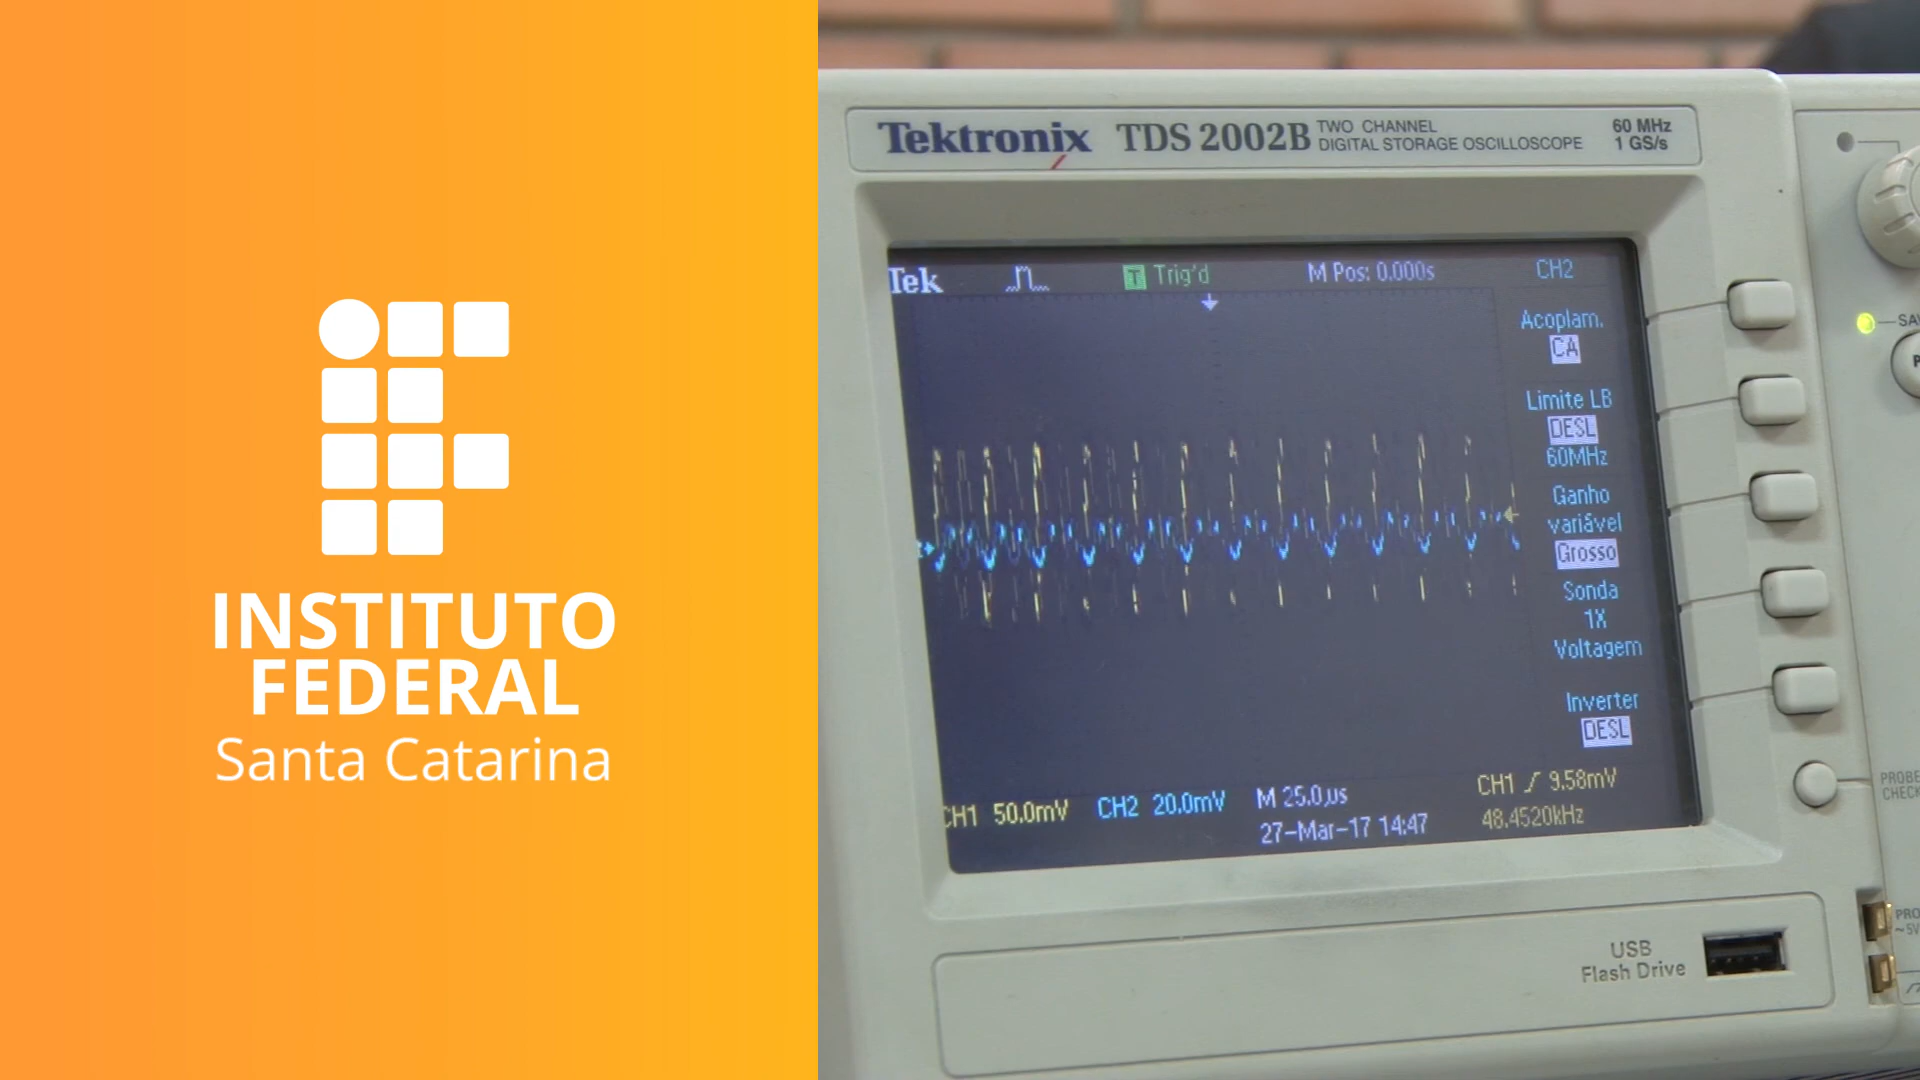 INSTITUTO
FEDERAL
Santa Catarina
Tektronix TDS 2002B
TWO CHANNEL
DIGITAL STORAGE OSCILLOSCOPE
60 MHz
1 GS/s
Tek
T Trig'd
M Pos: 0.000s
CH2
Acoplam.
CA
Limite LB
DESL
60MHz
Ganho
variável
Grosso
Sonda
1X
Voltagem
Inverter
DESL
CH1 50.0mV
CH2 20.0mV
M 25.0µs
27-Mar-17 14:47
CH1 9.58mV
48.4520kHz
USB
Flash Drive
PROBE
CHECK